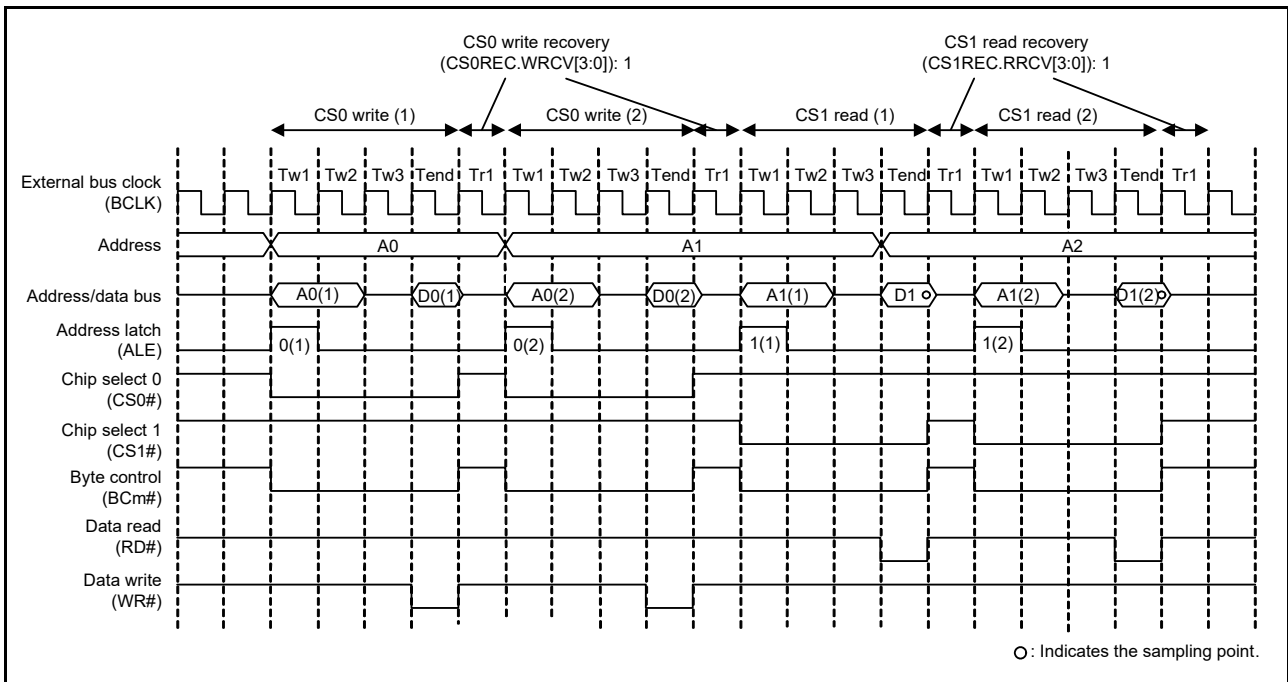 CS0 write recovery
(CS0REC.WRCV[3:0]): 1
CS1 read recovery
(CS1REC.RRCV[3:0]): 1
CS0 write (1)
CS0 write (2)
CS1 read (1)
CS1 read (2)
Tw1 Tw2 Tw3 Tend Tr1 Tw1 Tw2 Tw3 Tend Tr1 Tw1 Tw2 Tw3 Tend Tr1 Tw1 Tw2 Tw3 Tend Tr1
External bus clock
(BCLK)
Address A0 A1 A2
Address/data bus A0(1) D0(1) A0(2) D0(2) A1(1) D1 A1(2) D1(2)
Address latch
(ALE)
0(1) 0(2) 1(1) 1(2)
Chip select 0
(CS0#)
Chip select 1
(CS1#)
Byte control
(BCm#)
Data read
(RD#)
Data write
(WR#)
: Indicates the sampling point.